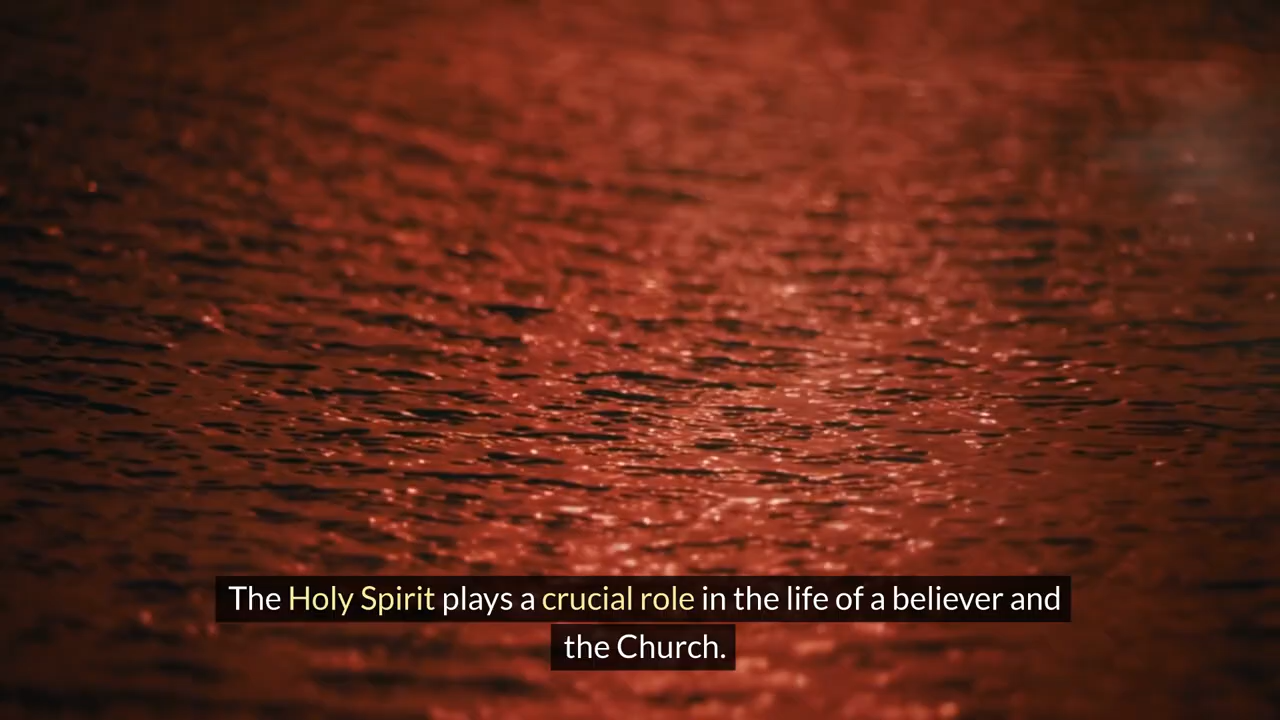 The Holy Spirit plays a crucial role in the life of a believer and
the Church.